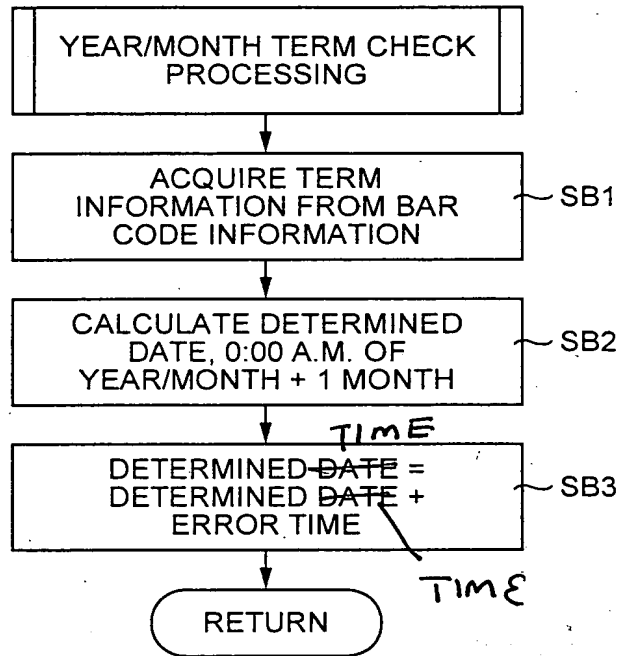 YEAR/MONTH TERM CHECK
PROCESSING
ACQUIRE TERM
INFORMATION FROM BAR
CODE INFORMATION
SB1
CALCULATE DETERMINED
DATE, 0:00 A.M. OF
YEAR/MONTH + 1 MONTH
SB2
TIME
DETERMINED DATE =
DETERMINED DATE +
ERROR TIME
SB3
TIME
RETURN